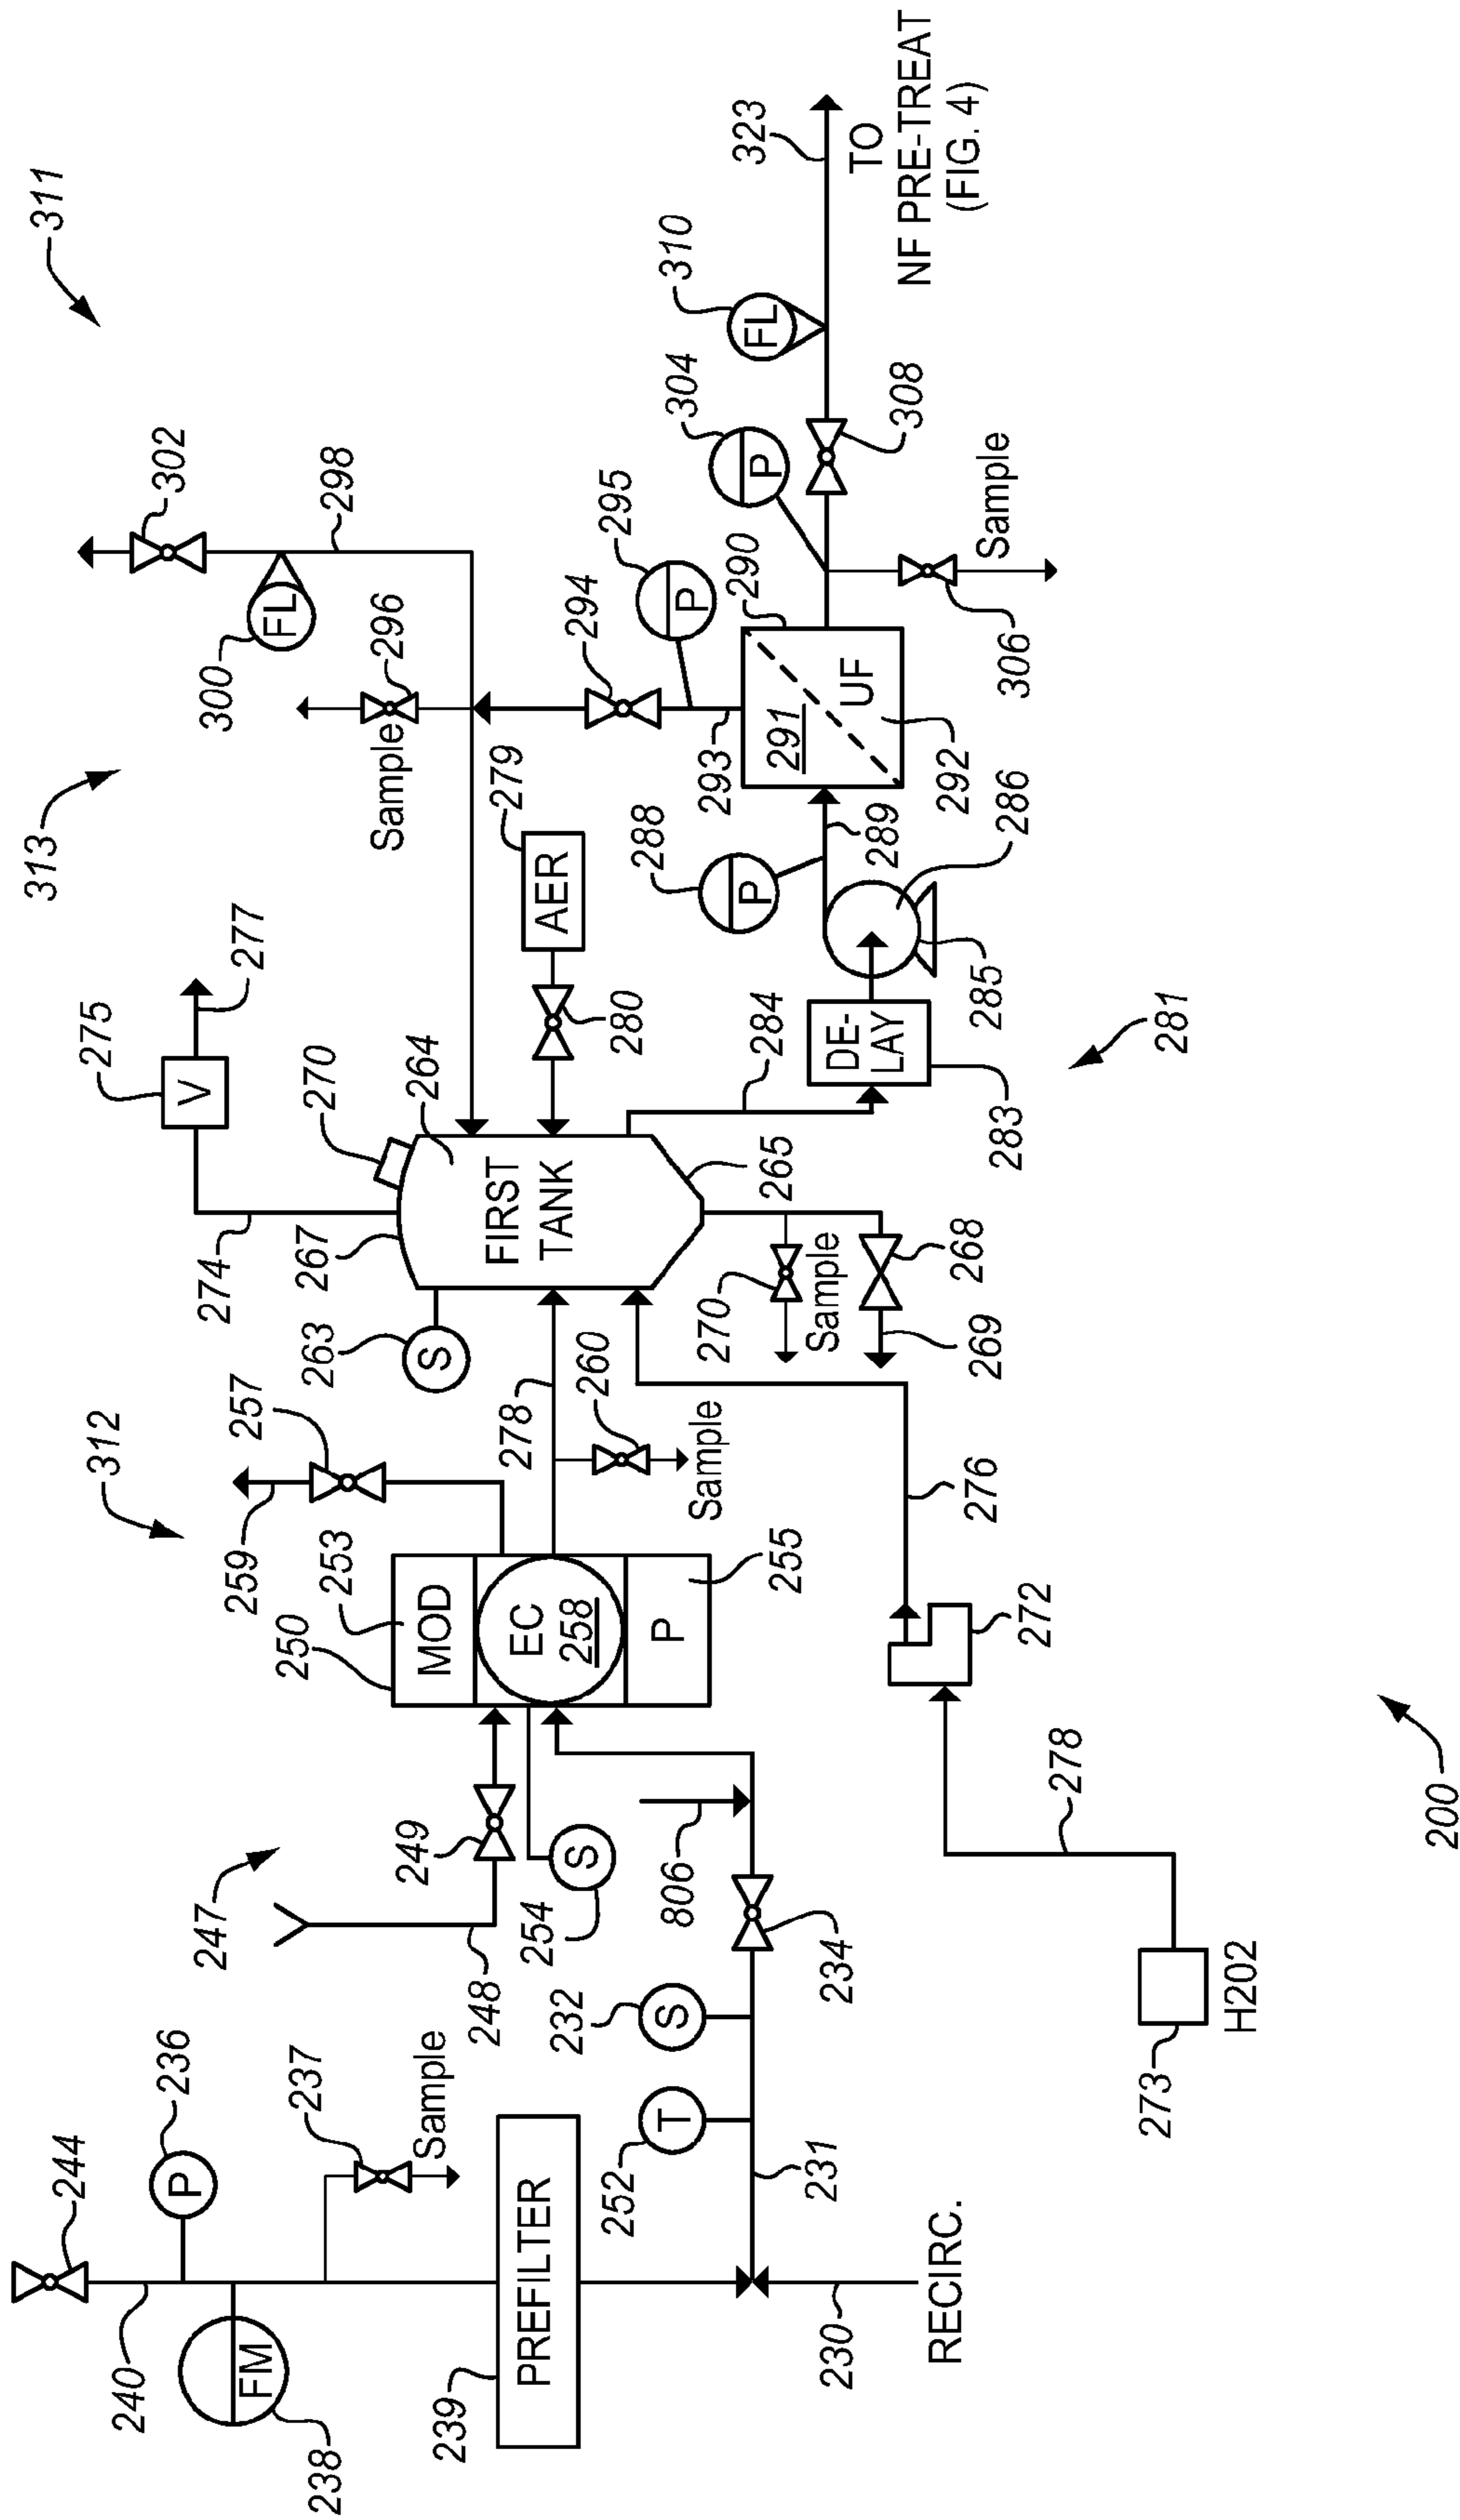 311
313
312
247
302
298
300
FL
296
Sample
277
275
V
274
270
267
264
FIRST
TANK
263
S
265
279
AER
280
295
P
294
293
288
P
291
UF
290
292
289
286
285
284
DE-
LAY
283
281
304
P
308
310
FL
323
TO
NF PRE-TREAT
(FIG. 4)
306
Sample
268
269
270
Sample
257
259
253
250
MOD
EC
258
P
255
278
260
Sample
276
272
278
273
H202
200
249
248
254
S
806
234
232
S
252
T
231
244
240
236
P
237
Sample
238
FM
239
PREFILTER
230
RECIRC.